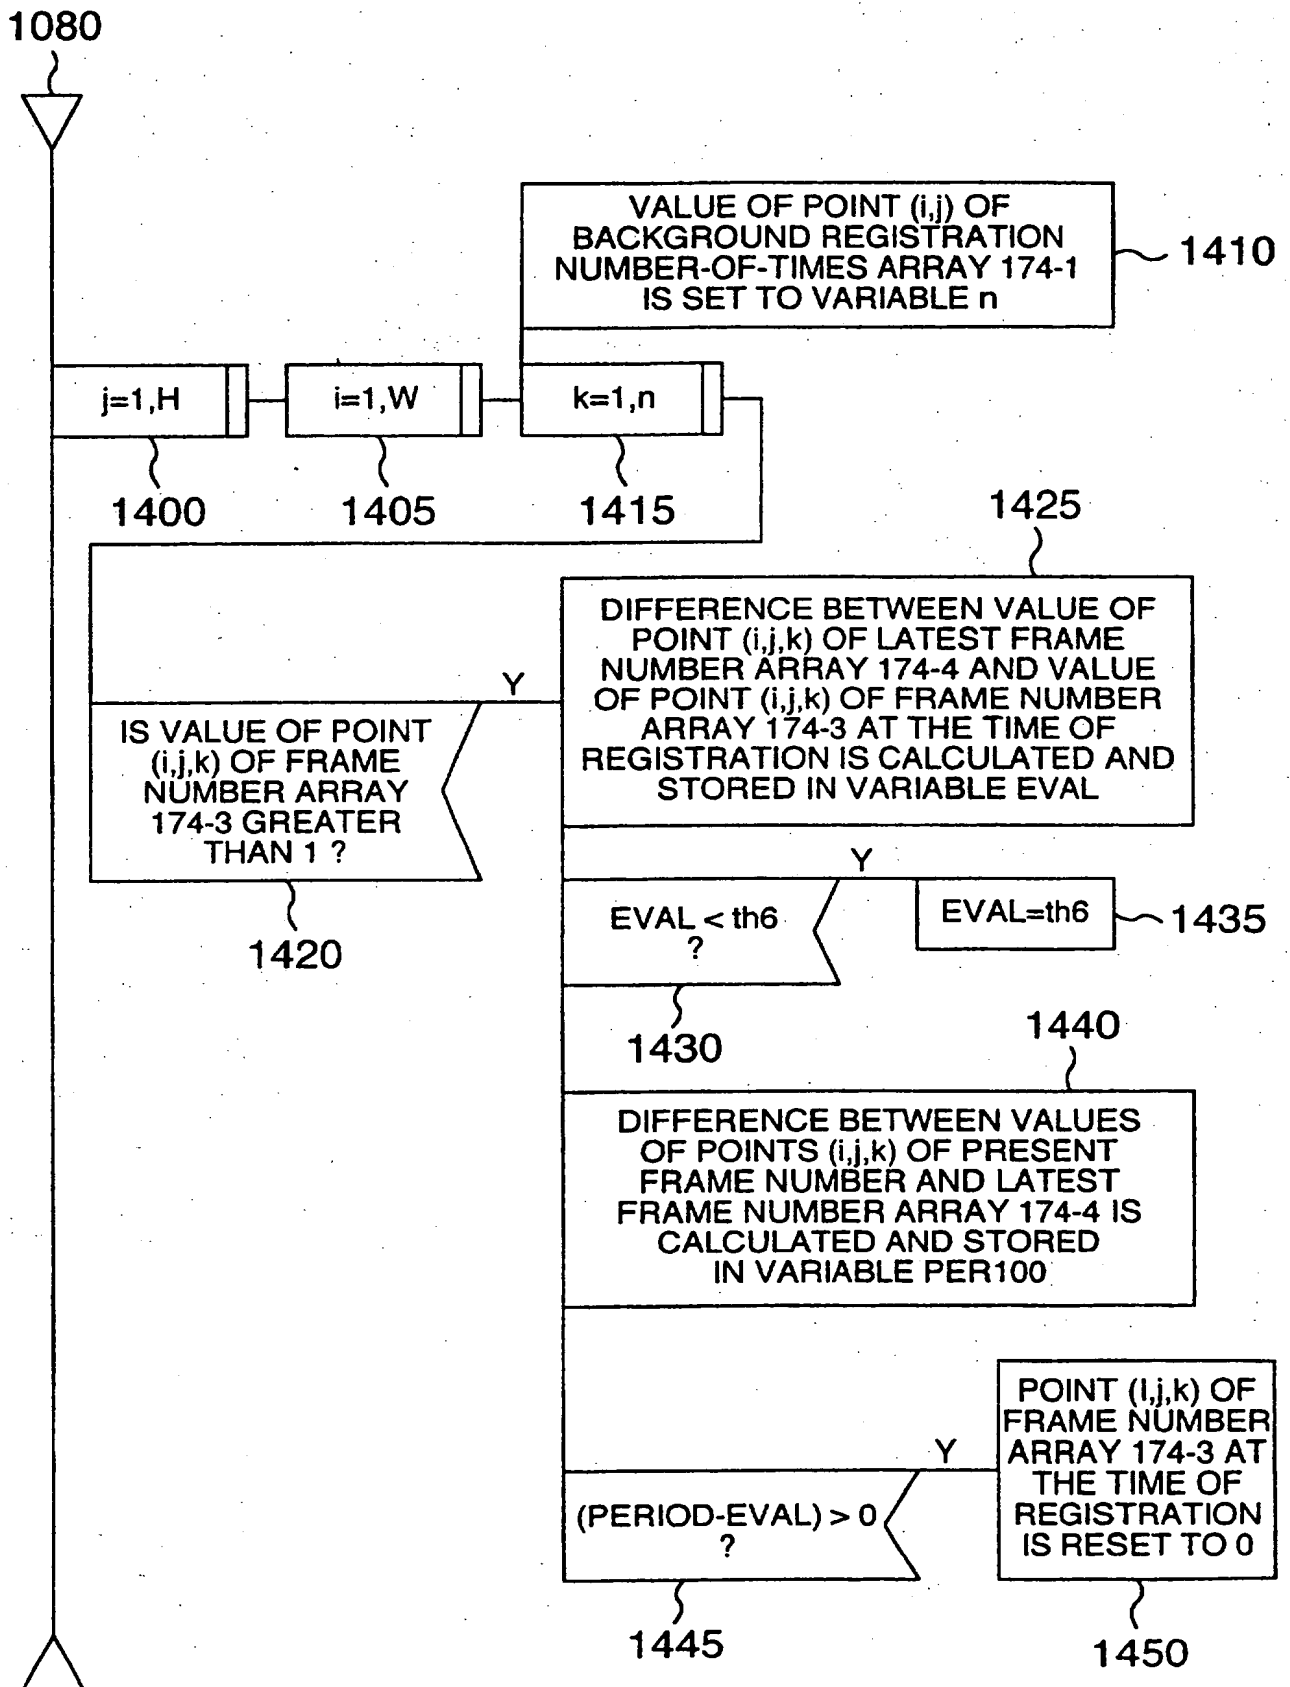 1080
VALUE OF POINT (i,j) OF
BACKGROUND REGISTRATION
NUMBER-OF-TIMES ARRAY 174-1
IS SET TO VARIABLE n
1410
j=1,H
i=1,W
k=1,n
1400
1405
1415
1425
DIFFERENCE BETWEEN VALUE OF
POINT (i,j,k) OF LATEST FRAME
NUMBER ARRAY 174-4 AND VALUE
OF POINT (i,j,k) OF FRAME NUMBER
ARRAY 174-3 AT THE TIME OF
REGISTRATION IS CALCULATED AND
STORED IN VARIABLE EVAL
Y
IS VALUE OF POINT
(i,j,k) OF FRAME
NUMBER ARRAY
174-3 GREATER
THAN 1 ?
1420
Y
EVAL < th6
?
EVAL=th6
1435
1430
1440
DIFFERENCE BETWEEN VALUES
OF POINTS (i,j,k) OF PRESENT
FRAME NUMBER AND LATEST
FRAME NUMBER ARRAY 174-4 IS
CALCULATED AND STORED
IN VARIABLE PER100
Y
(PERIOD-EVAL) > 0
?
POINT (I,j,k) OF
FRAME NUMBER
ARRAY 174-3 AT
THE TIME OF
REGISTRATION
IS RESET TO 0
1445
1450